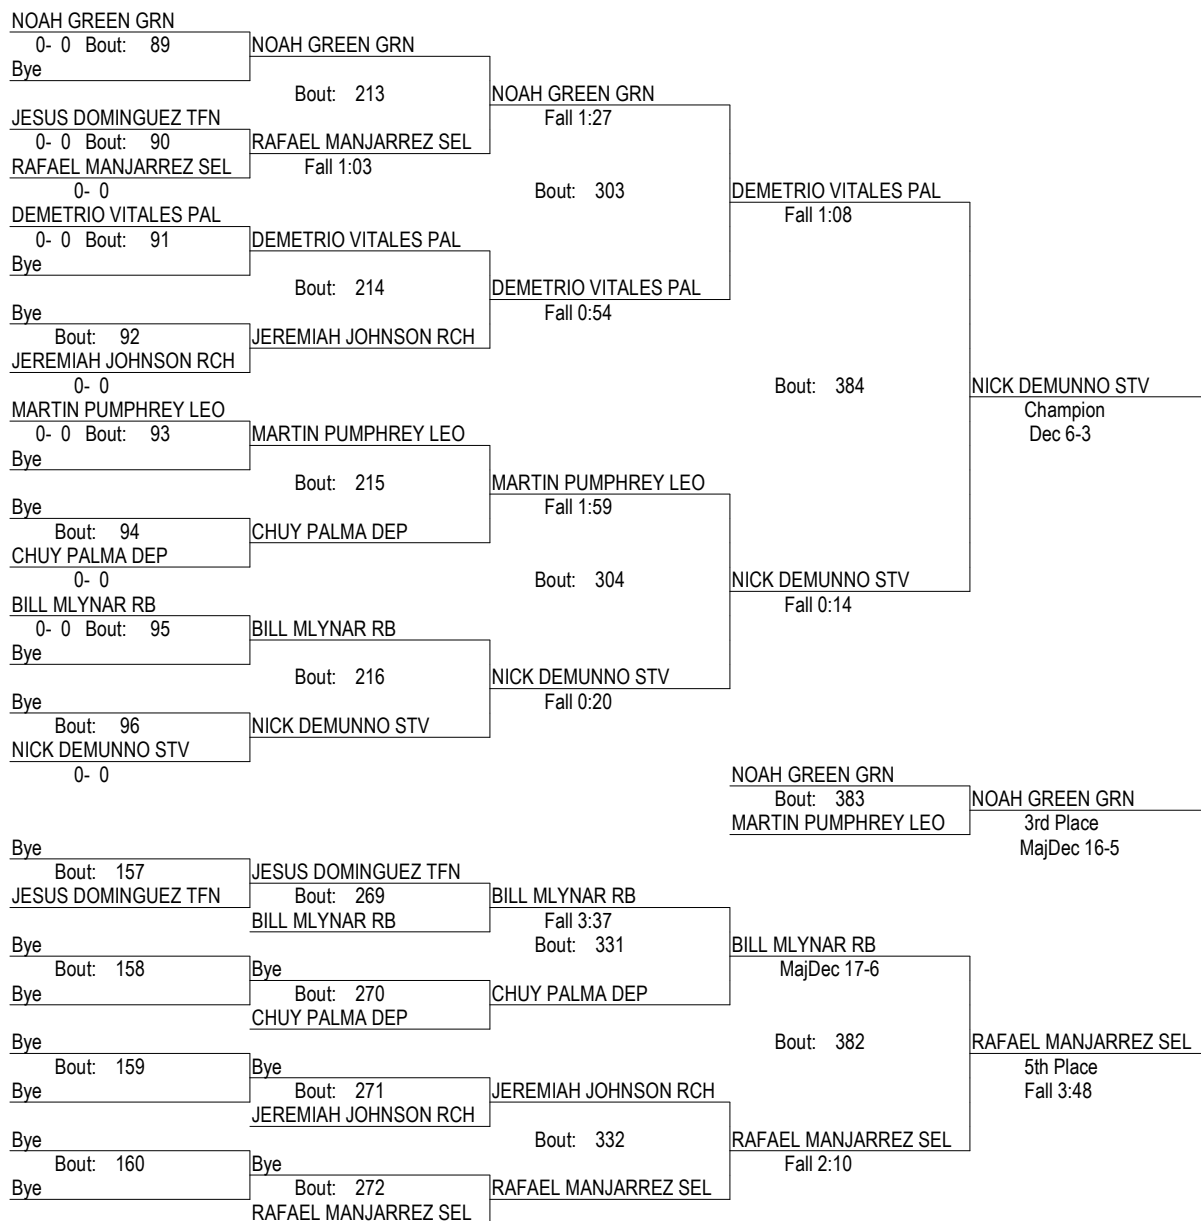 NOAH GREEN GRN
0- 0 Bout: 89 NOAH GREEN GRN
Bye
Bout: 213 NOAH GREEN GRN
JESUS DOMINGUEZ TFN Fall 1:27
0- 0 Bout: 90 RAFAEL MANJARREZ SEL
RAFAEL MANJARREZ SEL Fall 1:03
0- 0 Bout: 303 DEMETRIO VITALES PAL
DEMETRIO VITALES PAL Fall 1:08
0- 0 Bout: 91 DEMETRIO VITALES PAL
Bye
Bout: 214 DEMETRIO VITALES PAL
Bye Fall 0:54
Bout: 92 JEREMIAH JOHNSON RCH
JEREMIAH JOHNSON RCH
0- 0 Bout: 384 NICK DEMUNNO STV
MARTIN PUMPHREY LEO Champion
0- 0 Bout: 93 MARTIN PUMPHREY LEO Dec 6-3
Bye
Bout: 215 MARTIN PUMPHREY LEO
Bye Fall 1:59
Bout: 94 CHUY PALMA DEP
CHUY PALMA DEP
0- 0 Bout: 304 NICK DEMUNNO STV
BILL MLYNAR RB Fall 0:14
0- 0 Bout: 95 BILL MLYNAR RB
Bye
Bout: 216 NICK DEMUNNO STV
Bye Fall 0:20
Bout: 96 NICK DEMUNNO STV
NICK DEMUNNO STV
0- 0 NOAH GREEN GRN
Bout: 383 NOAH GREEN GRN
MARTIN PUMPHREY LEO 3rd Place
Bye MajDec 16-5
Bout: 157 JESUS DOMINGUEZ TFN
JESUS DOMINGUEZ TFN Bout: 269 BILL MLYNAR RB
BILL MLYNAR RB Fall 3:37
Bye Bout: 331 BILL MLYNAR RB
Bout: 158 Bye MajDec 17-6
Bye Bout: 270 CHUY PALMA DEP
CHUY PALMA DEP
Bye Bout: 382 RAFAEL MANJARREZ SEL
Bout: 159 Bye 5th Place
Bye Bout: 271 JEREMIAH JOHNSON RCH Fall 3:48
JEREMIAH JOHNSON RCH
Bye Bout: 332 RAFAEL MANJARREZ SEL
Bout: 160 Bye Fall 2:10
Bye Bout: 272 RAFAEL MANJARREZ SEL
RAFAEL MANJARREZ SEL